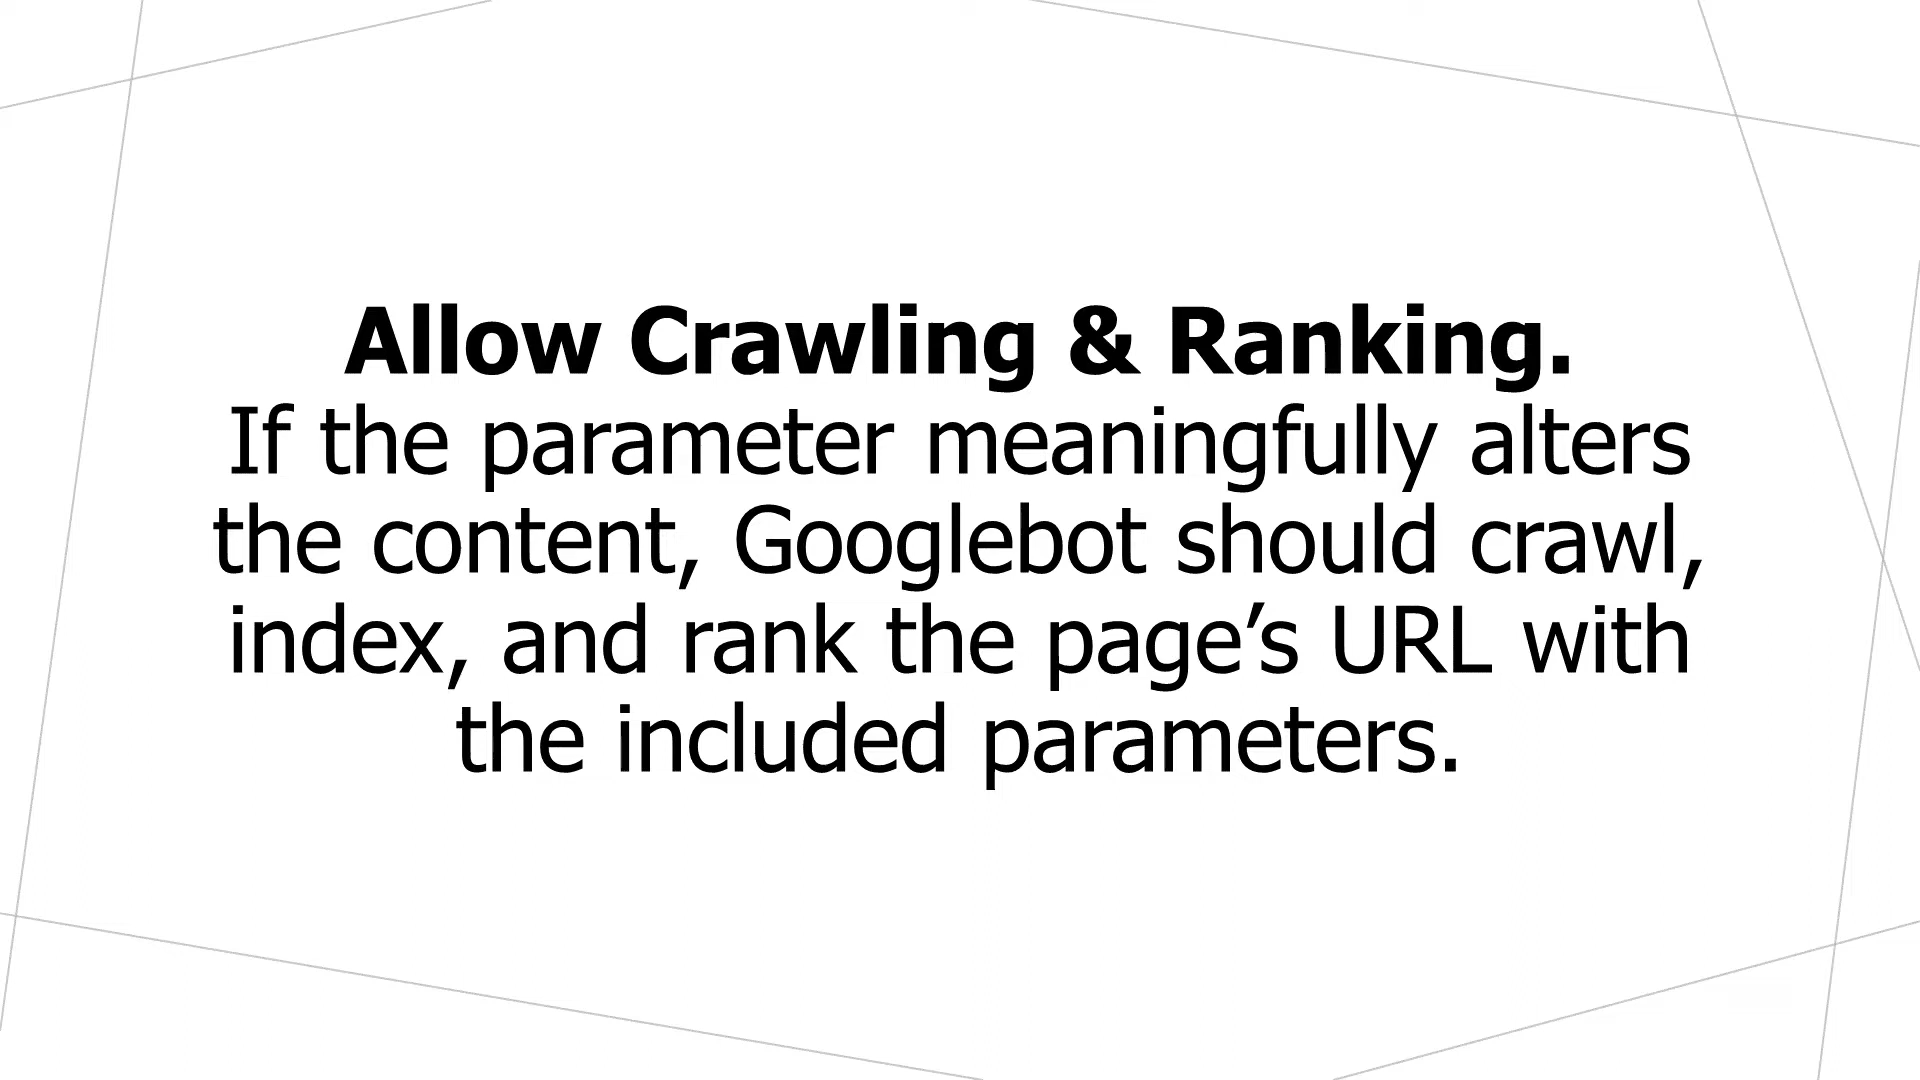 Allow Crawling & Ranking.
If the parameter meaningfully alters
the content, Googlebot should crawl,
index, and rank the page’s URL with
the included parameters.